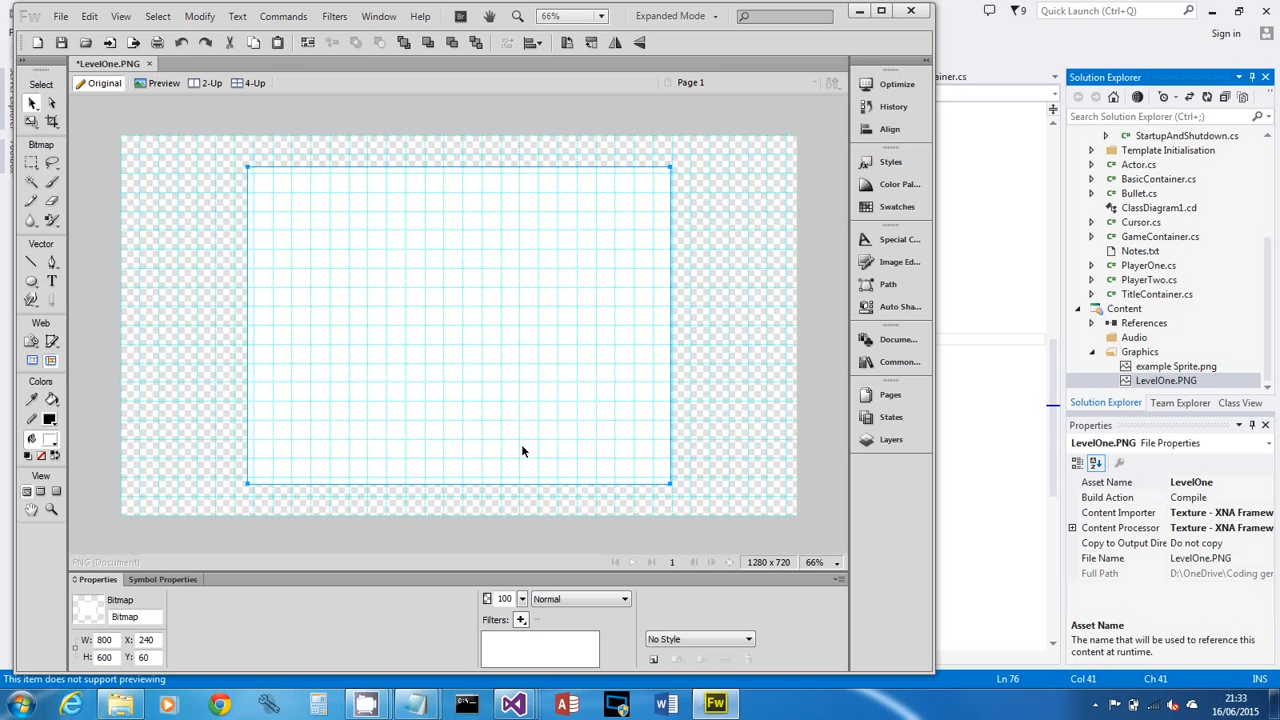 Fw File Edit View Select Modify Text Commands Filters Window Help Br 66% Expanded Mode
9 Quick Launch (Ctrl+Q)
Sign in
*LevelOne.PNG ×
Original Preview 2-Up 4-Up Page 1
Select
Bitmap
Vector
Web
Colors
View
Optimize
History
Align
Styles
Color Pal...
Swatches
Special C...
Image Ed...
Path
Auto Sha...
Docume...
Common...
Pages
States
Layers
PNG (Document) 1 1280 x 720 66%
Properties Symbol Properties
Bitmap
Bitmap
W: 800 X: 240
H: 600 Y: 60
100 Normal
Filters:
No Style
ainer.cs
Solution Explorer
Search Solution Explorer (Ctrl+;)
StartupAndShutdown.cs
Template Initialisation
Actor.cs
BasicContainer.cs
Bullet.cs
ClassDiagram1.cd
Cursor.cs
GameContainer.cs
Notes.txt
PlayerOne.cs
PlayerTwo.cs
TitleContainer.cs
Content
References
Audio
Graphics
example Sprite.png
LevelOne.PNG
Solution Explorer Team Explorer Class View
Properties
LevelOne.PNG File Properties
Asset Name LevelOne
Build Action Compile
Content Importer Texture - XNA Framew
Content Processor Texture - XNA Framew
Copy to Output Dire Do not copy
File Name LevelOne.PNG
Full Path D:\OneDrive\Coding ger
Asset Name
The name that will be used to reference this
content at runtime.
This item does not support previewing Ln 76 Col 41 Ch 41 INS
Fw
21:33
16/06/2015